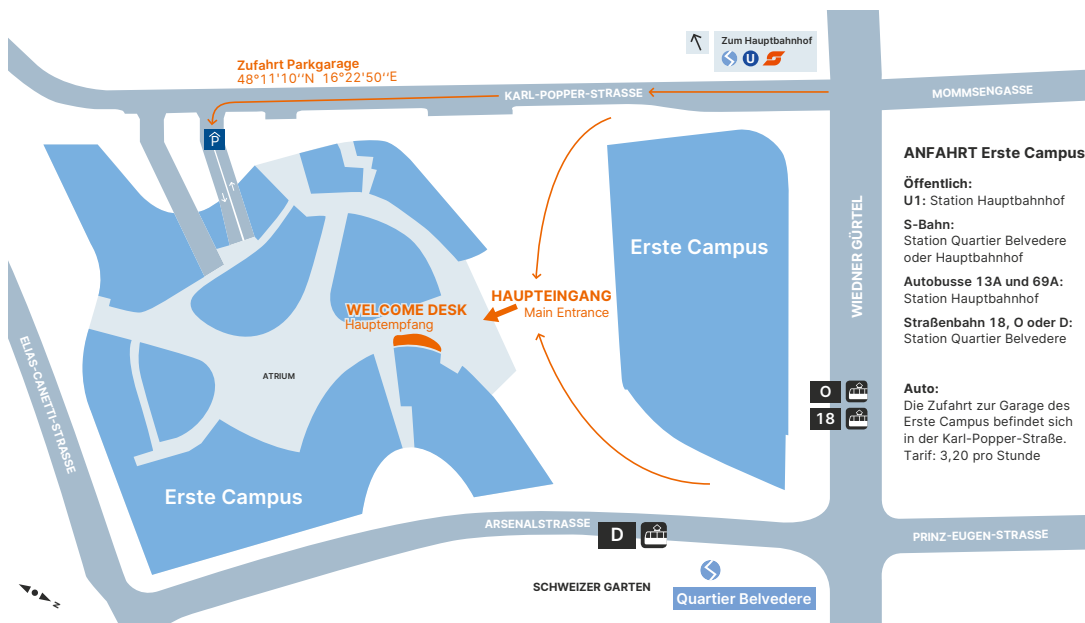 Zum Hauptbahnhof
U
Zufahrt Parkgarage
48°11'10‘‘N 16°22'50‘‘E
KARL-POPPER-STRASSE
MOMMSENGASSE
P
Erste Campus
WIEDNER GÜRTEL
HAUPTEINGANG
Main Entrance
WELCOME DESK
Hauptempfang
ATRIUM
ELIAS-CANETTI-STRASSE
Erste Campus
O
18
ARSENALSTRASSE
D
PRINZ-EUGEN-STRASSE
SCHWEIZER GARTEN
Quartier Belvedere
N
ANFAHRT Erste Campus
Öffentlich:
U1: Station Hauptbahnhof
S-Bahn:
Station Quartier Belvedere
oder Hauptbahnhof
Autobusse 13A und 69A:
Station Hauptbahnhof
Straßenbahn 18, O oder D:
Station Quartier Belvedere
Auto:
Die Zufahrt zur Garage des
Erste Campus befindet sich
in der Karl-Popper-Straße.
Tarif: 3,20 pro Stunde